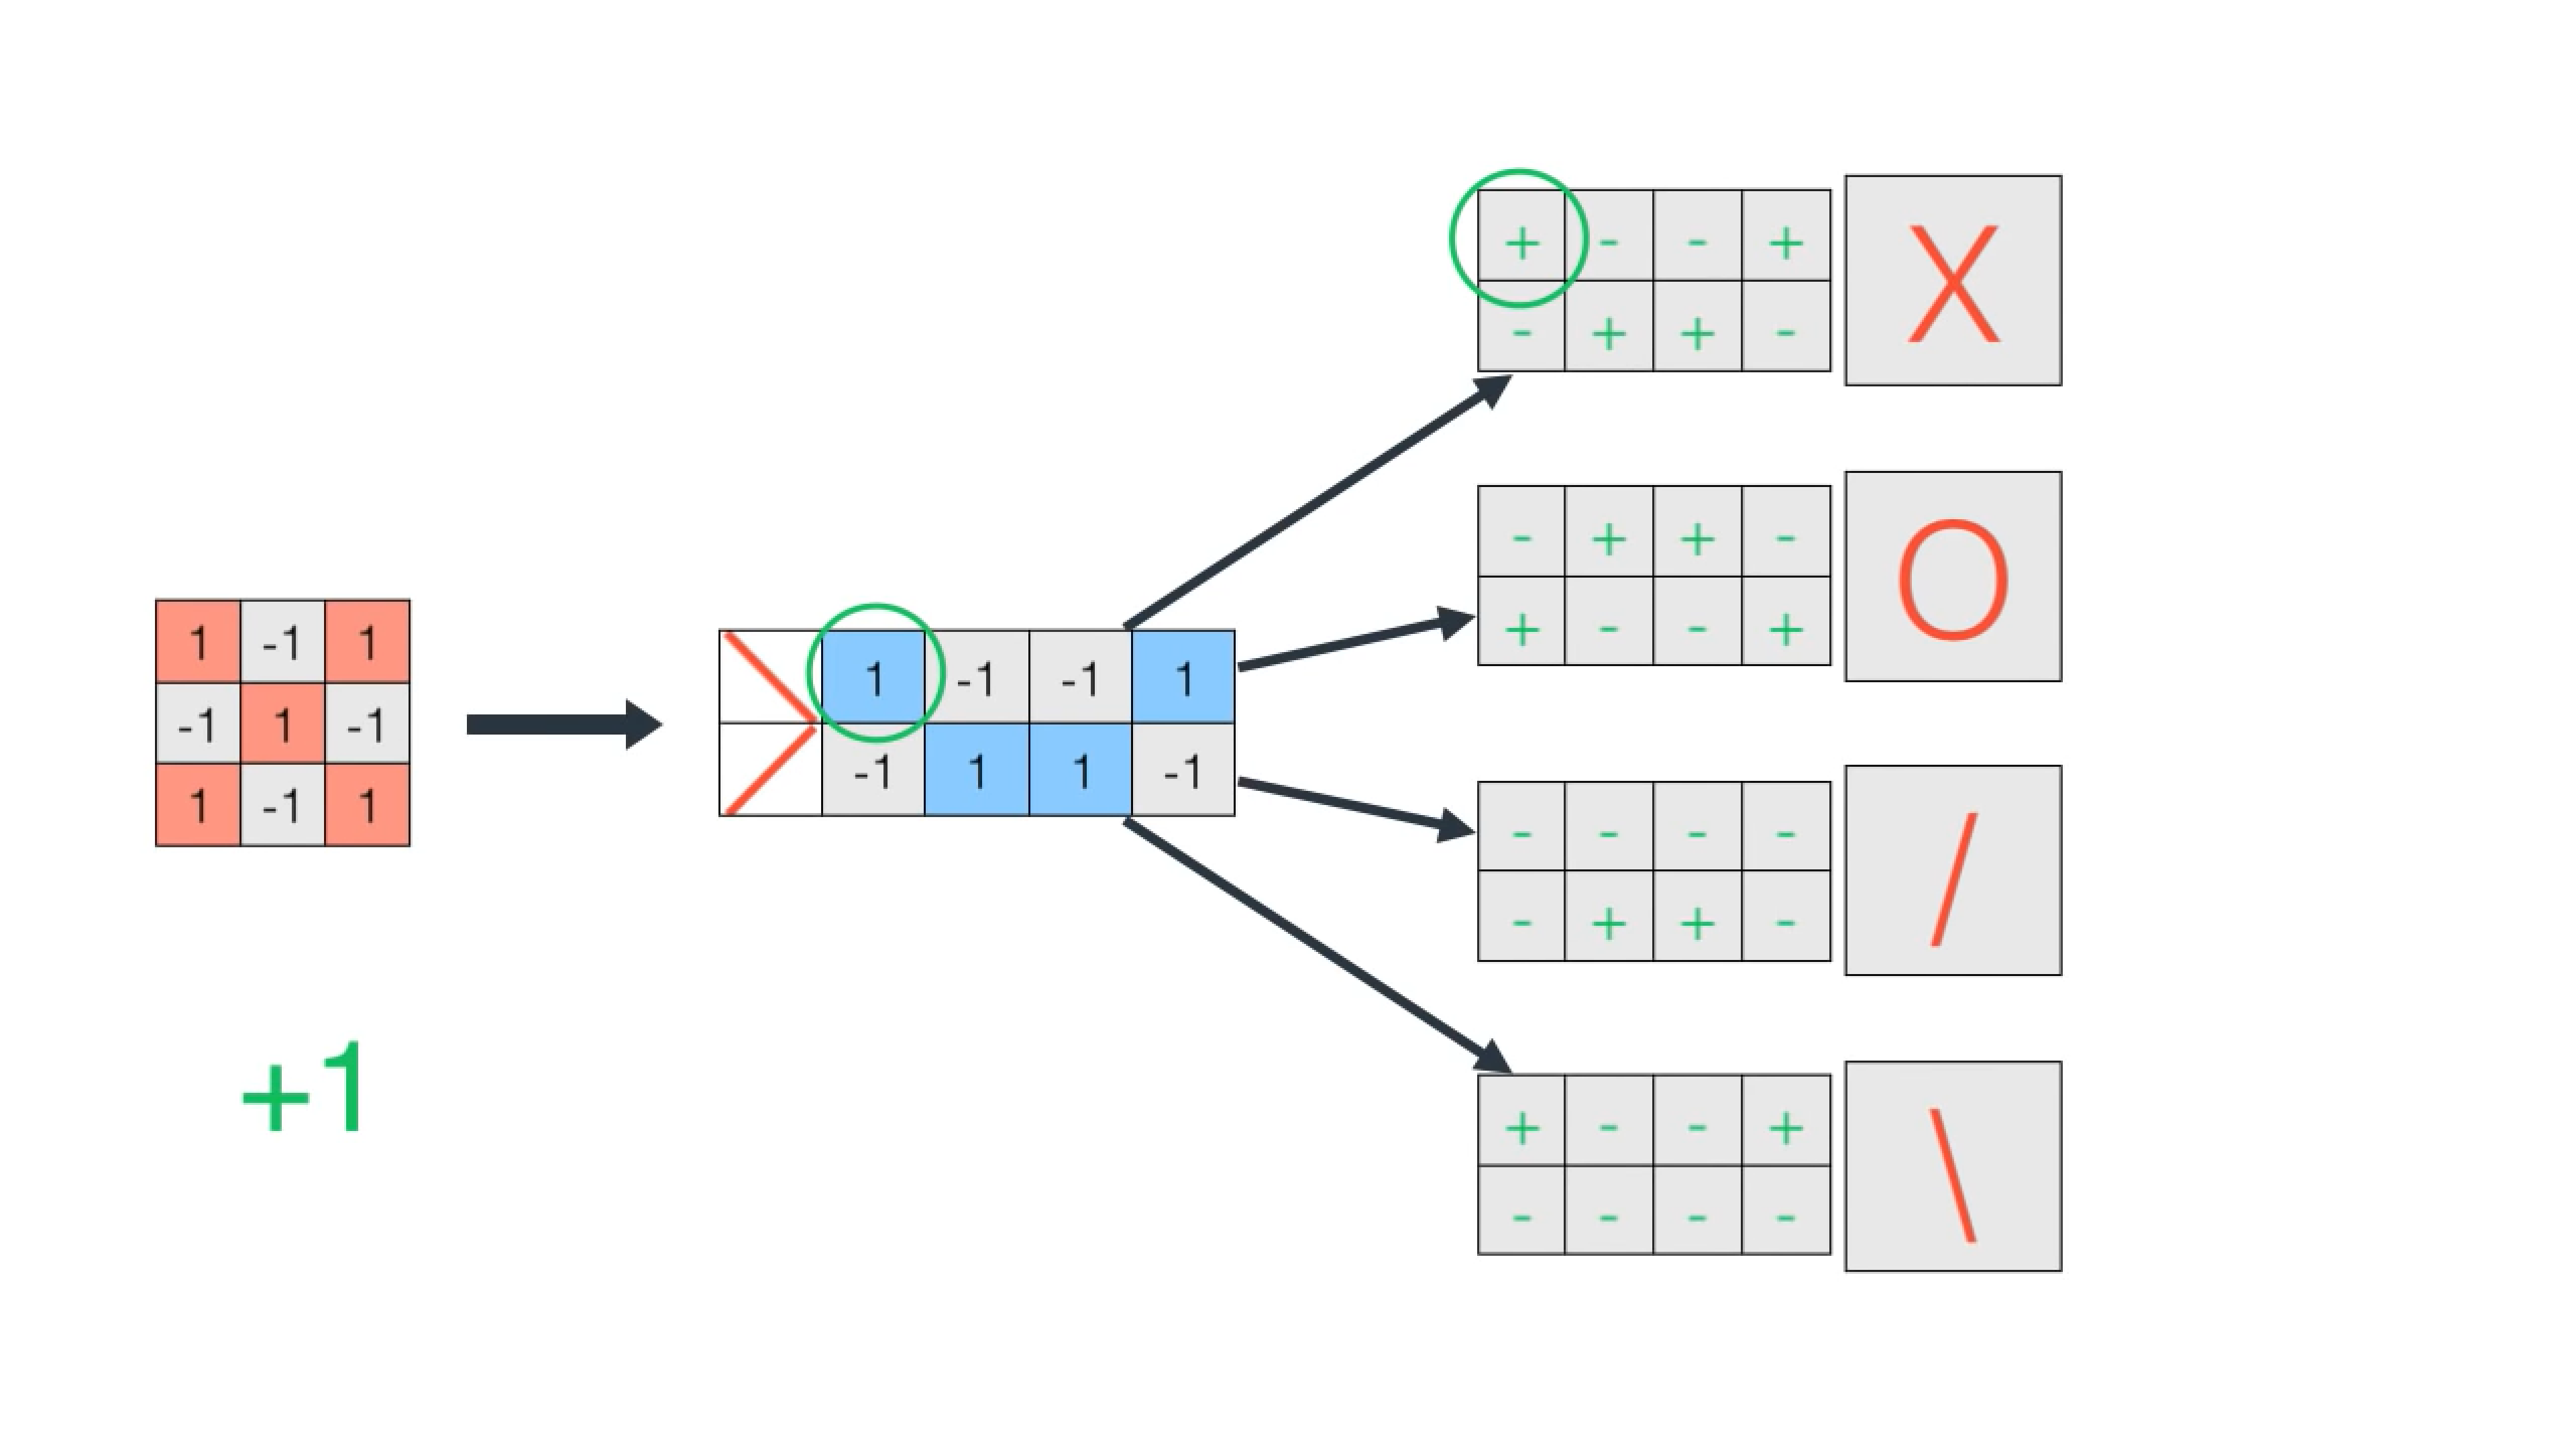 1 -1 1
-1 1 -1
1 -1 1
+1
\ 1 -1 -1 1
/ -1 1 1 -1
+ - - +
- + + -
X
- + + -
+ - - +
O
- - - -
- + + -
/
+ - - +
- - - -
\